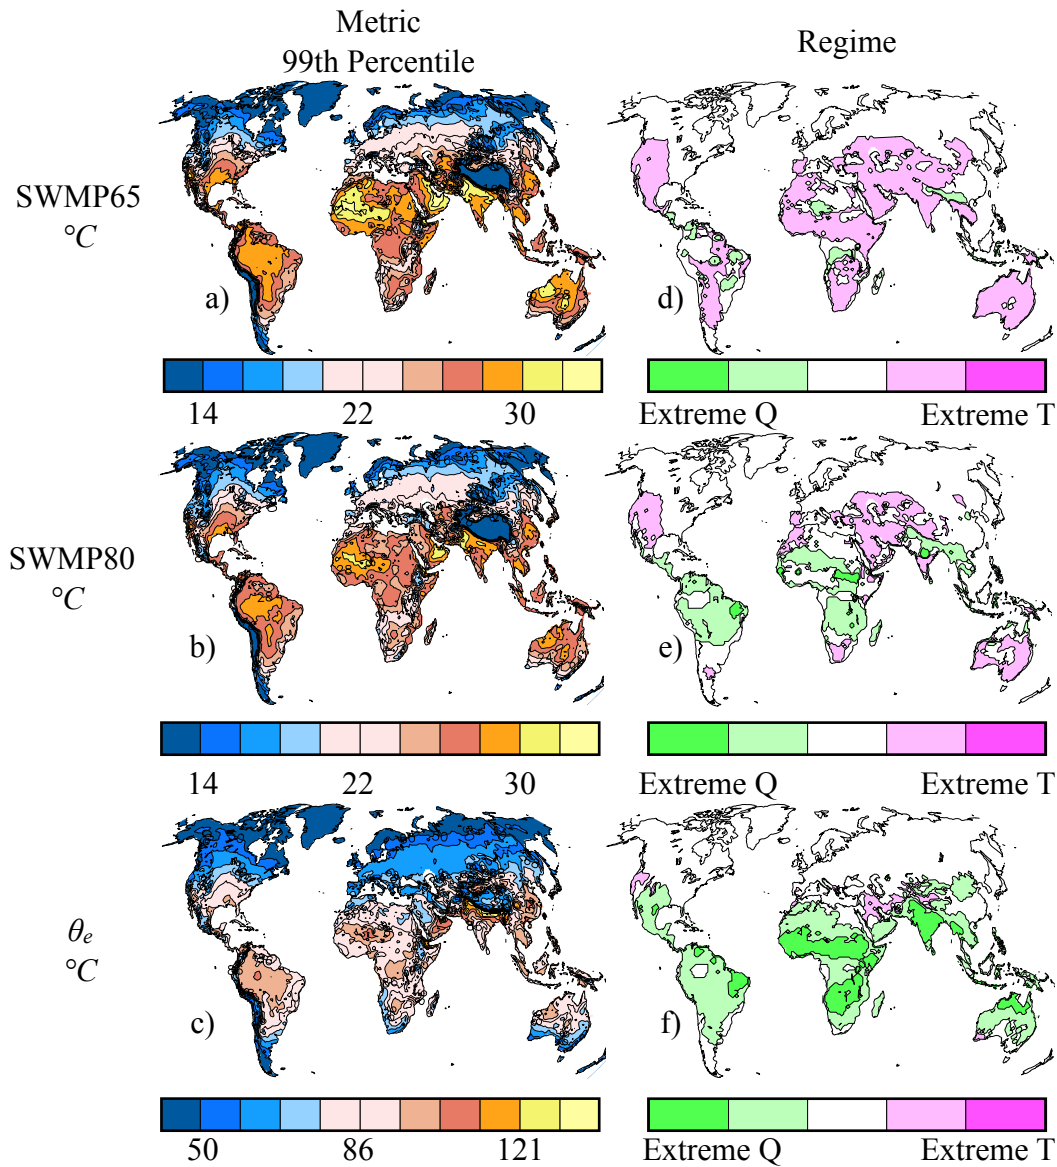 Metric
99th Percentile
Regime
SWMP65
°C
a)
d)
14 22 30
Extreme Q Extreme T
SWMP80
°C
b)
e)
14 22 30
Extreme Q Extreme T
θe
°C
c)
f)
50 86 121
Extreme Q Extreme T